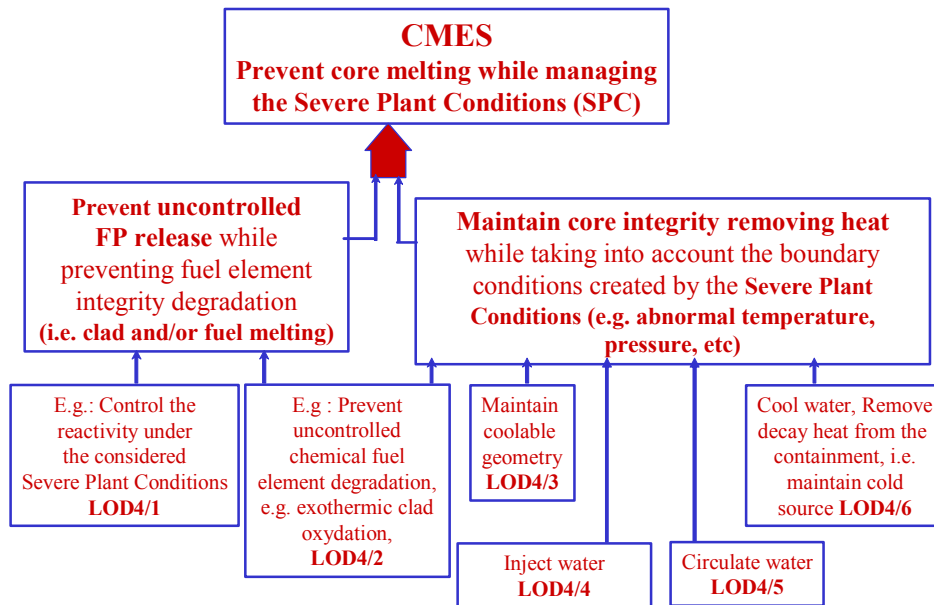 CMES
Prevent core melting while managing
the Severe Plant Conditions (SPC)
Prevent uncontrolled
FP release while
preventing fuel element
integrity degradation
(i.e. clad and/or fuel melting)
Maintain core integrity removing heat
while taking into account the boundary
conditions created by the Severe Plant
Conditions (e.g. abnormal temperature,
pressure, etc)
E.g.: Control the
reactivity under
the considered
Severe Plant Conditions
LOD4/1
E.g : Prevent
uncontrolled
chemical fuel
element degradation,
e.g. exothermic clad
oxydation,
LOD4/2
Maintain
coolable
geometry
LOD4/3
Inject water
LOD4/4
Circulate water
LOD4/5
Cool water, Remove
decay heat from the
containment, i.e.
maintain cold
source LOD4/6